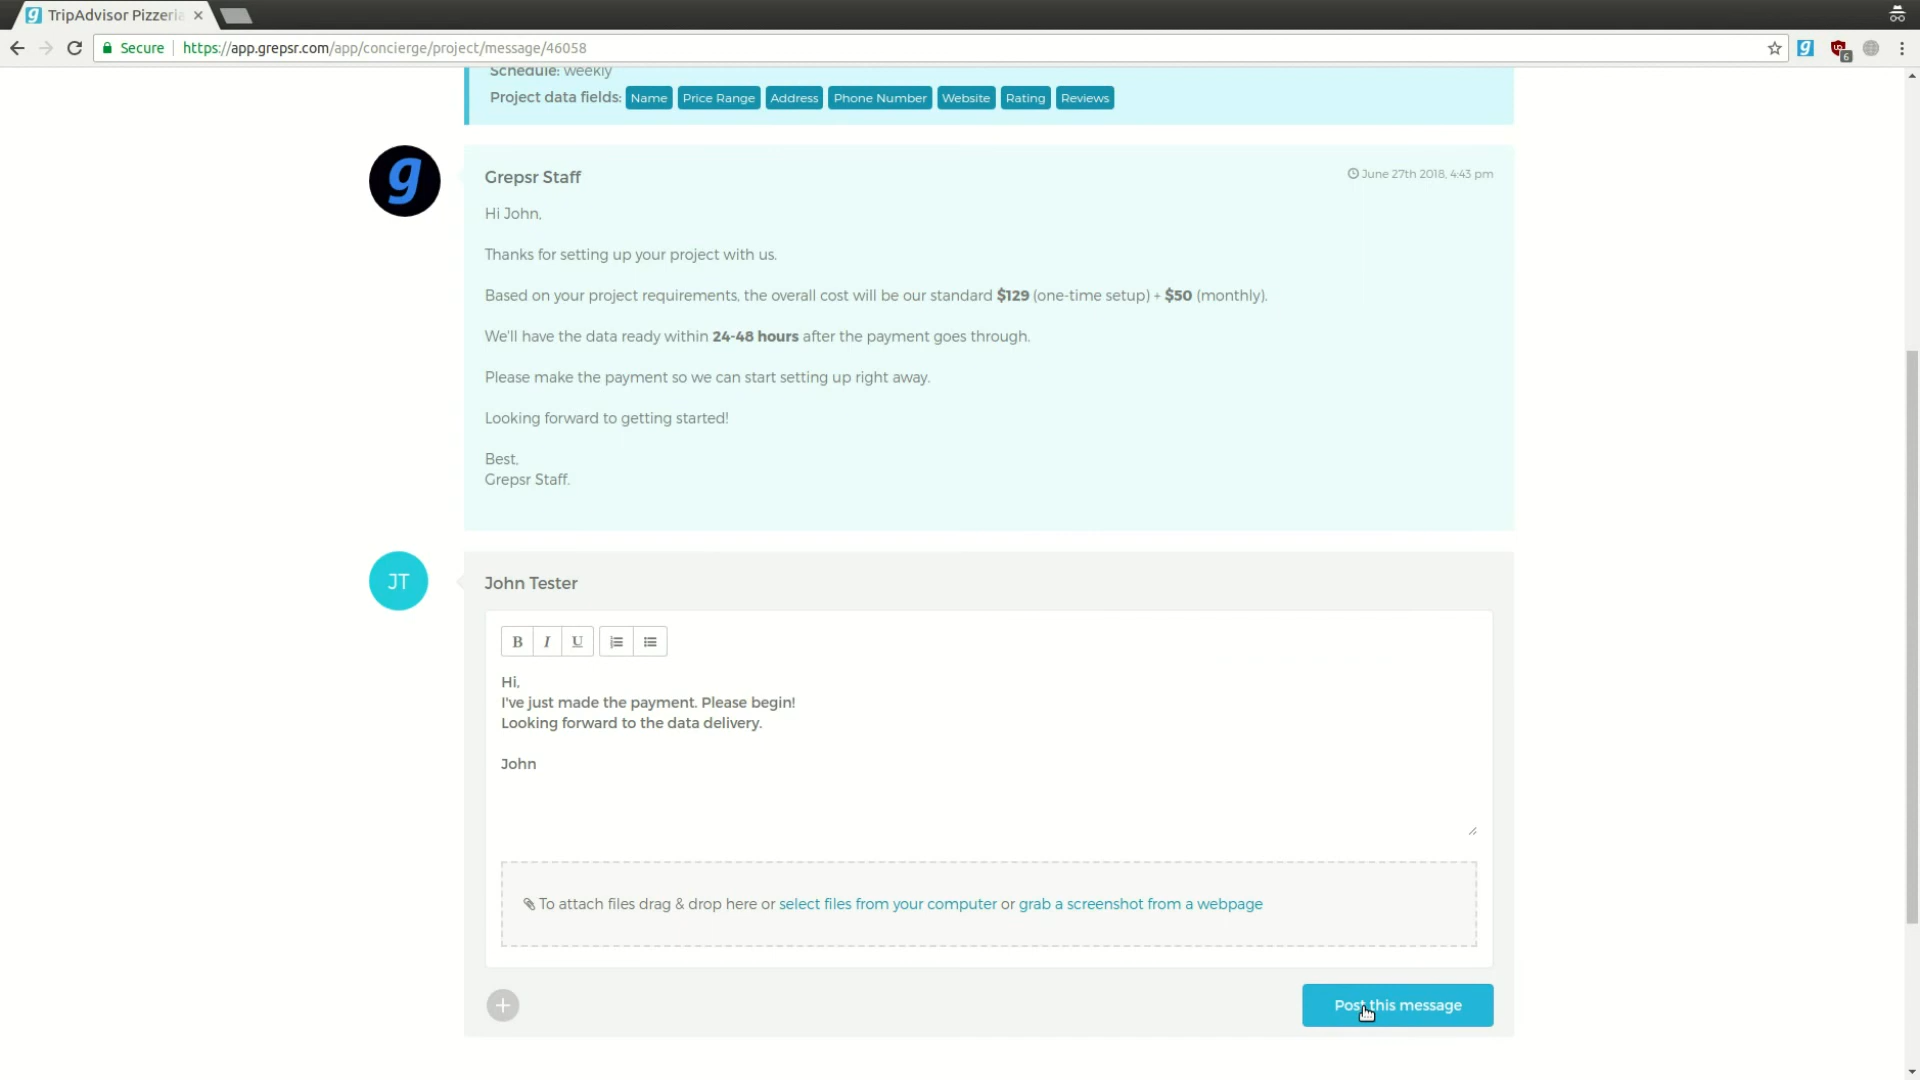 g TripAdvisor Pizzeria
Secure https://app.grepsr.com/app/concierge/project/message/46058
g
6
Schedule: weekly
Project data fields: Name Price Range Address Phone Number Website Rating Reviews
g
Grepsr Staff
June 27th 2018, 4:43 pm
Hi John,
Thanks for setting up your project with us.
Based on your project requirements, the overall cost will be our standard $129 (one-time setup) + $50 (monthly).
We'll have the data ready within 24-48 hours after the payment goes through.
Please make the payment so we can start setting up right away.
Looking forward to getting started!
Best,
Grepsr Staff.
JT
John Tester
B I U
Hi,
I've just made the payment. Please begin!
Looking forward to the data delivery.
John
To attach files drag & drop here or select files from your computer or grab a screenshot from a webpage
Post this message